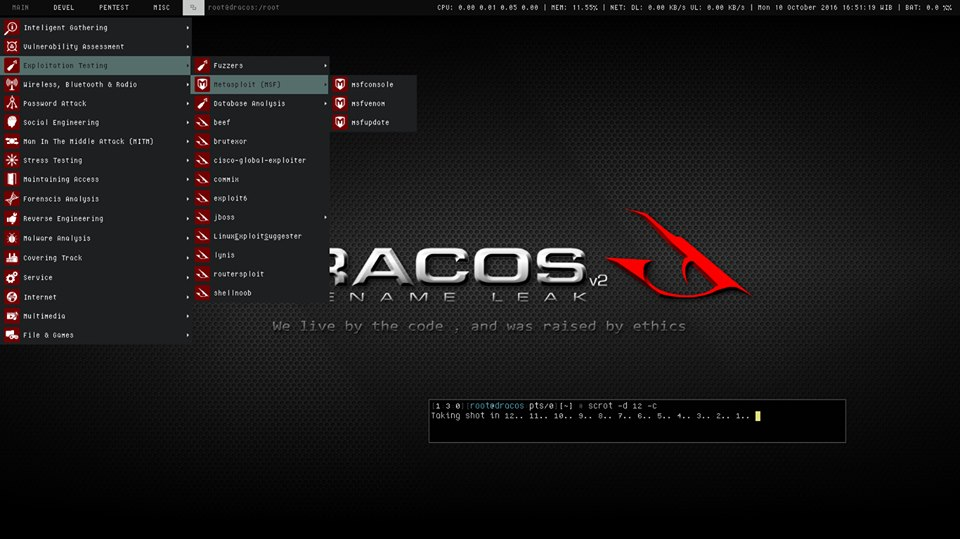 MAIN DEVEL PENTEST MISC root@dracos:/root CPU: 0.00 0.01 0.05 0.00 | MEM: 11.55% | NET: DL: 0.00 KB/s UL: 0.00 KB/s | Mon 10 October 2016 16:51:19 WIB | BAT: 0.0 %%
Inteligent Gathering
Vulnerability Assessment
Exploitation Testing
Wireless, Bluetooth & Radio
Password Attack
Social Engineering
Man In The Middle Attack (MITM)
Stress Testing
Maintaining Access
Forenscis Analysis
Reverse Engineering
Malware Analysis
Covering Track
Service
Internet
Multimedia
File & Games
Fuzzers
Metasploit (MSF)
Database Analysis
beef
brutexor
cisco-global-exploiter
commix
exploit6
jboss
LinuxExploitSuggester
lynis
routersploit
shellnoob
msfconsole
msfvenom
msfupdate
RACOS v2
ENAME LEAK
We live by the code , and was raised by ethics
[1 3 0][root@dracos pts/0][~] # scrot -d 12 -c
Taking shot in 12.. 11.. 10.. 9.. 8.. 7.. 6.. 5.. 4.. 3.. 2.. 1..